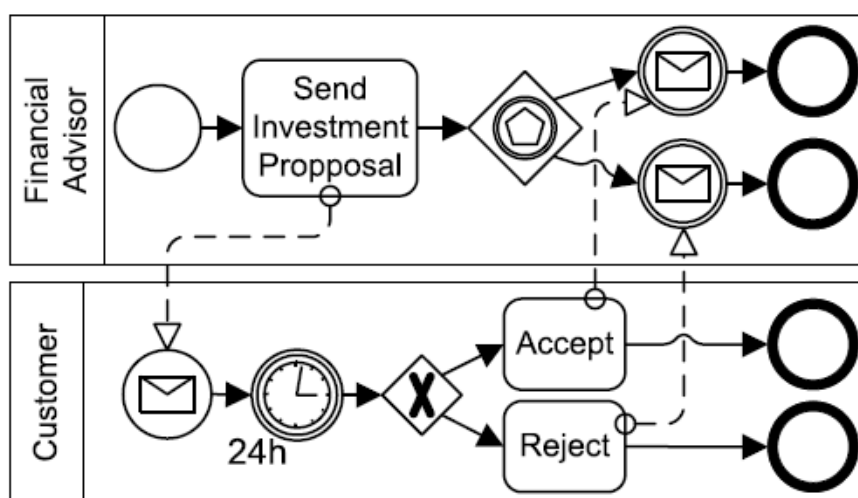 Financial
Advisor
Send
Investment
Propposal
Customer
24h
X
Accept
Reject